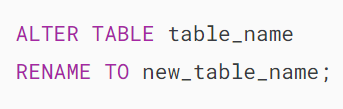 ALTER TABLE table_name
RENAME TO new_table_name;